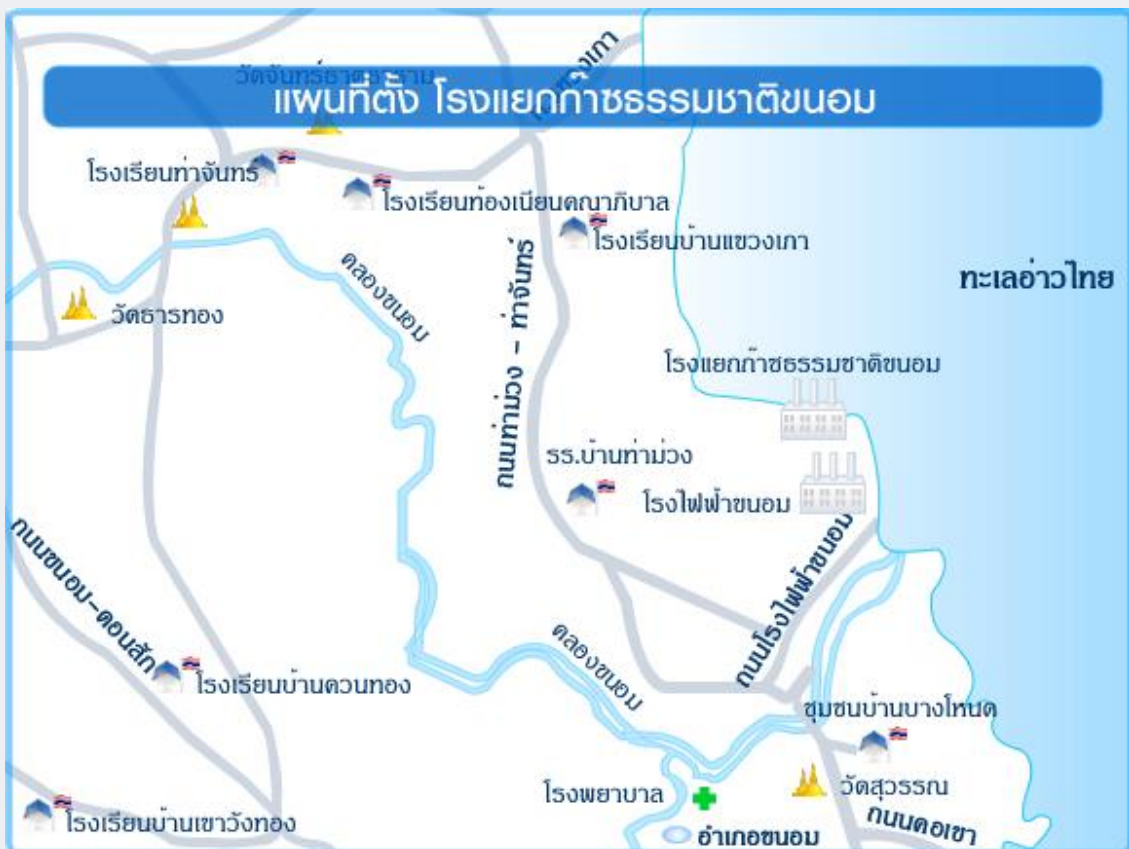 แผนที่ตั้ง โรงแยกก๊าซธรรมชาติขนอม
โรงเรียนท่าจันทร์
โรงเรียนท้องเนียนคณาภิบาล
โรงเรียนบ้านแขวงเภา
ทะเลอ่าวไทย
คลองขนอม
วัดธารทอง
ถนนท่าม่วง - ท่าจันทร์
โรงแยกก๊าซธรรมชาติขนอม
รร.บ้านท่าม่วง
โรงไฟฟ้าขนอม
ถนนขนอม-ดอนสัก
ถนนโรงไฟฟ้าขนอม
คลองขนอม
โรงเรียนบ้านควนทอง
ชุมชนบ้านบางโหนด
โรงพยาบาล
วัดสุวรรณ
โรงเรียนบ้านเขาวังทอง
ถนนคอเขา
อำเภอขนอม